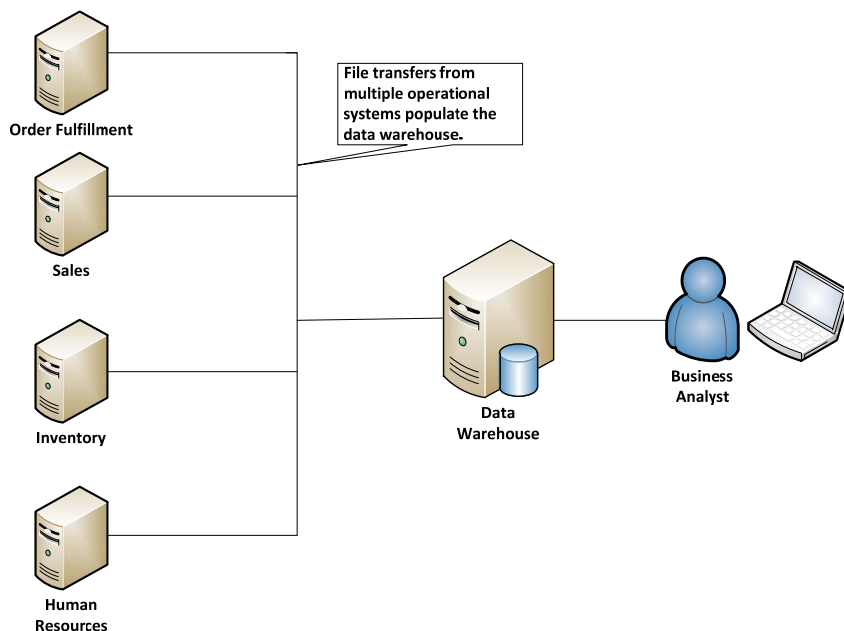 Order Fulfillment
File transfers from
multiple operational
systems populate the
data warehouse.
Sales
Inventory
Data
Warehouse
Business
Analyst
Human
Resources